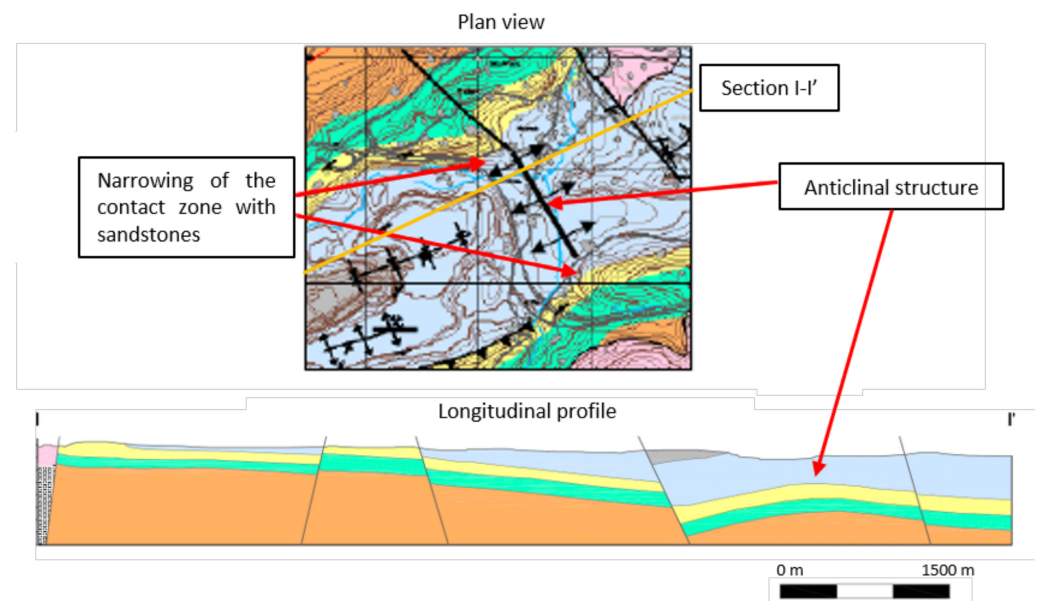 Plan view
Section I-I’
Narrowing of the
contact zone with
sandstones
Anticlinal structure
Longitudinal profile
I
I’
0 m
1500 m